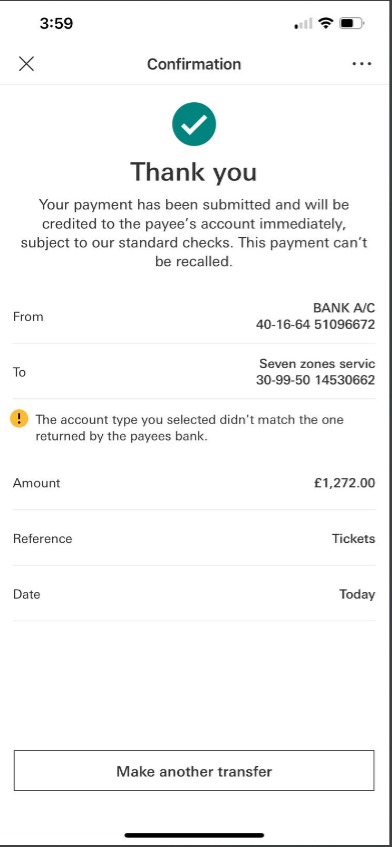 3:59
Confirmation
Thank you
Your payment has been submitted and will be
credited to the payee's account immediately,
subject to our standard checks. This payment can't
be recalled.
From
BANK A/C
40-16-64 51096672
To
Seven zones servic
30-99-50 14530662
! The account type you selected didn't match the one
returned by the payees bank.
Amount £1,272.00
Reference Tickets
Date Today
Make another transfer